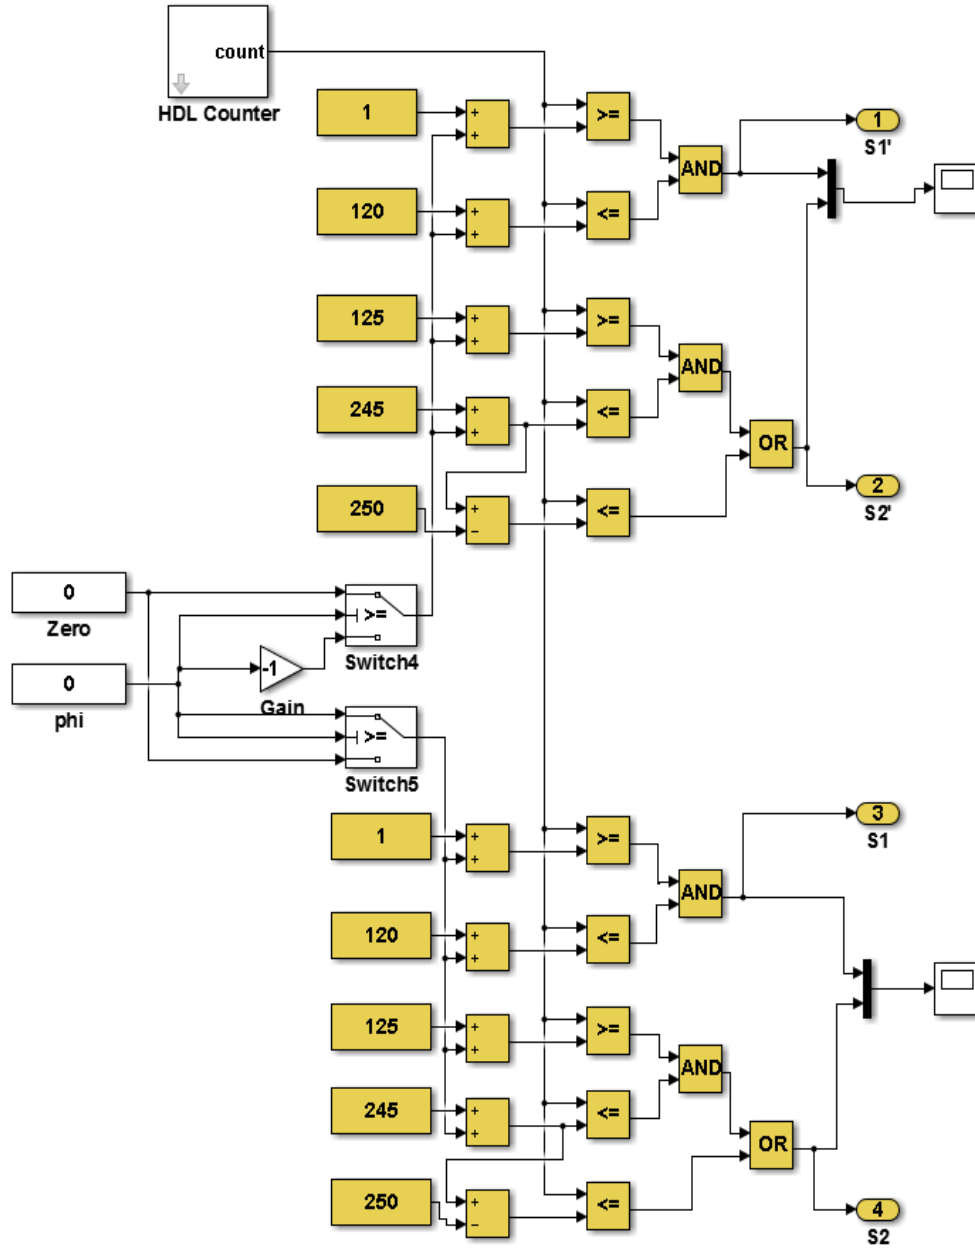 count
HDL Counter
1
+
+
>=
AND
1
S1'
120
+
+
<=
125
+
+
>=
AND
245
+
+
<=
OR
250
+
−
<=
2
S2'
0
Zero
>=
Switch4
-1
Gain
0
phi
>=
Switch5
1
+
+
>=
AND
3
S1
120
+
+
<=
125
+
+
>=
AND
245
+
+
<=
OR
250
+
−
<=
4
S2